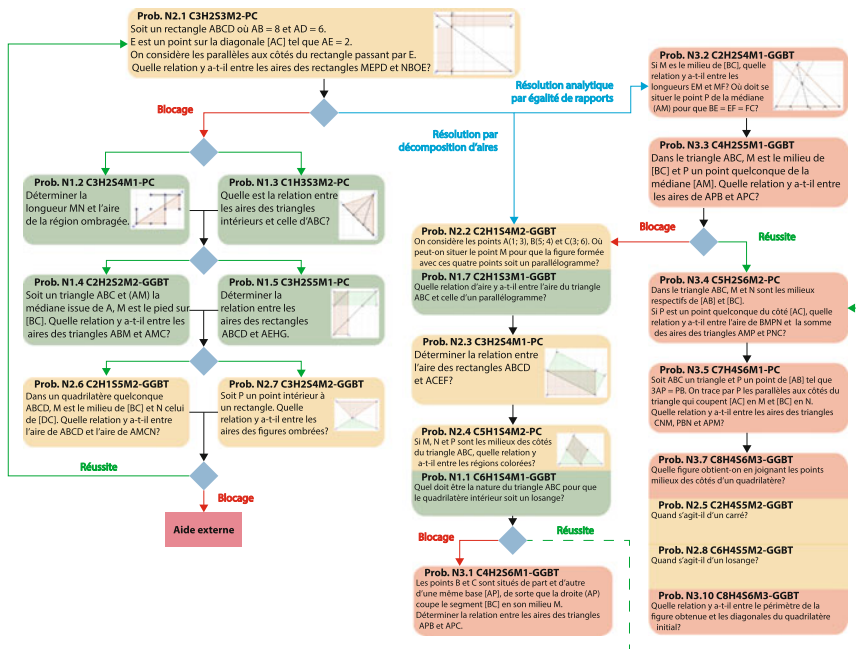 Prob. N2.1 C3H2S3M2-PC
Soit un rectangle ABCD où AB = 8 et AD = 6.
E est un point sur la diagonale [AC] tel que AE = 2.
On considère les parallèles aux côtés du rectangle passant par E.
Quelle relation y a-t-il entre les aires des rectangles MEPD et NBOE?
Blocage
Résolution analytique
par égalité de rapports
Résolution par
décomposition d'aires
Prob. N1.2 C3H2S4M1-PC
Déterminer la
longueur MN et l'aire
de la région ombragée.
Prob. N1.3 C1H3S3M2-PC
Quelle est la relation entre
les aires des triangles
intérieurs et celle d'ABC?
Prob. N1.4 C2H2S2M2-GGBT
Soit un triangle ABC et (AM) la
médiane issue de A, M est le pied sur
[BC]. Quelle relation y a-t-il entre les
aires des triangles ABM et AMC?
Prob. N1.5 C3H2S5M1-PC
Déterminer la
relation entre les
aires des rectangles
ABCD et AEHG.
Prob. N2.6 C2H1S5M2-GGBT
Dans un quadrilatère quelconque
ABCD, M est le milieu de [BC] et N celui
de [DC]. Quelle relation y a-t-il entre
l'aire de ABCD et l'aire de AMCN?
Prob. N2.7 C3H2S4M2-GGBT
Soit P un point intérieur à
un rectangle. Quelle
relation y a-t-il entre les
aires des figures ombrées?
Réussite
Blocage
Aide externe
Prob. N2.2 C2H1S4M2-GGBT
On considère les points A(1; 3), B(5; 4) et C(3; 6). Où
peut-on situer le point M pour que la figure formée
avec ces quatre points soit un parallélogramme?
Prob. N1.7 C2H1S3M1-GGBT
Quelle relation d'aire y a-t-il entre l'aire du triangle
ABC et celle d'un parallélogramme?
Prob. N2.3 C3H2S4M1-PC
Déterminer la relation entre
l'aire des rectangles ABCD
et ACEF?
Prob. N2.4 C5H1S4M2-PC
Si M, N et P sont les milieux des côtés
du triangle ABC, quelle relation y
a-t-il entre les régions colorées?
Prob. N1.1 C6H1S4M1-GGBT
Quel doit être la nature du triangle ABC pour que
le quadrilatère intérieur soit un losange?
Blocage
Réussite
Prob. N3.1 C4H2S6M1-GGBT
Les points B et C sont situés de part et d'autre
d'une même base [AP], de sorte que la droite (AP)
coupe le segment [BC] en son milieu M.
Déterminer la relation entre les aires des triangles
APB et APC.
Prob. N3.2 C2H2S4M1-GGBT
Si M es le milieu de [BC], quelle
relation y a-t-il entre les
longueurs EM et MF? Où doit se
situer le point P de la médiane
(AM) pour que BE = EF = FC?
Prob. N3.3 C4H2S5M1-GGBT
Dans le triangle ABC, M est le milieu de
[BC] et P un point quelconque de la
médiane [AM]. Quelle relation y a-t-il entre
les aires de APB et APC?
Blocage
Réussite
Prob. N3.4 C5H2S6M2-PC
Dans le triangle ABC, M et N sont les milieux
respectifs de [AB] et [BC].
Si P est un point quelconque du côté [AC], quelle
relation y a-t-il entre l'aire de BMPN et la somme
des aires des triangles AMP et PNC?
Prob. N3.5 C7H4S6M1-PC
Soit ABC un triangle et P un point de [AB] tel que
3AP = PB. On trace par P les parallèles aux côtés du
triangle qui coupent [AC] en M et [BC] en N.
Quelle relation y a-t-il entre les aires des triangles
CNM, PBN et APM?
Prob. N3.7 C8H4S6M3-GGBT
Quelle figure obtient-on en joignant les points
milieux des côtés d'un quadrilatère?
Prob. N2.5 C2H4S5M2-GGBT
Quand s'agit-il d'un carré?
Prob. N2.8 C6H4S5M2-GGBT
Quand s'agit-il d'un losange?
Prob. N3.10 C8H4S6M3-GGBT
Quelle relation y a-t-il entre le périmètre de la
figure obtenue et les diagonales du quadrilatère
initial?